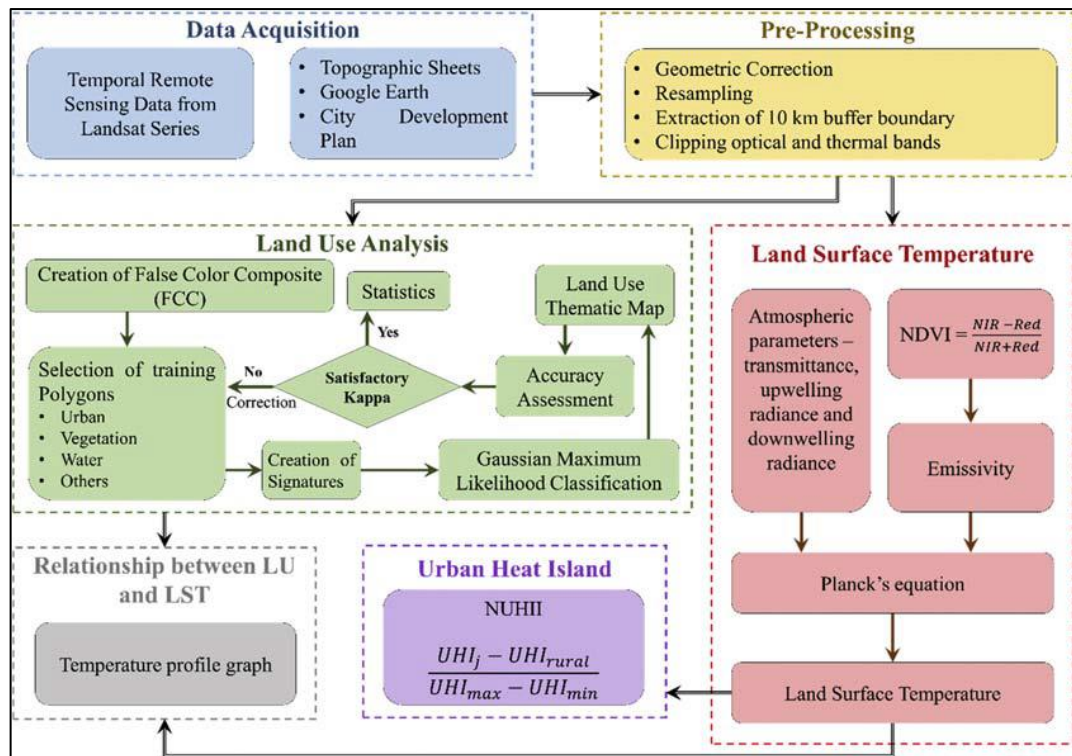 Data Acquisition
Temporal Remote
Sensing Data from
Landsat Series
• Topographic Sheets
• Google Earth
• City Development
Plan
Pre-Processing
• Geometric Correction
• Resampling
• Extraction of 10 km buffer boundary
• Clipping optical and thermal bands
Land Use Analysis
Creation of False Color Composite
(FCC)
Statistics
Land Use
Thematic Map
Yes
Selection of training
Polygons
• Urban
• Vegetation
• Water
• Others
No
Correction
Satisfactory
Kappa
Accuracy
Assessment
Creation of
Signatures
Gaussian Maximum
Likelihood Classification
Land Surface Temperature
Atmospheric
parameters –
transmittance,
upwelling
radiance and
downwelling
radiance
NDVI = (NIR − Red) / (NIR+Red)
Emissivity
Planck's equation
Land Surface Temperature
Relationship between LU
and LST
Temperature profile graph
Urban Heat Island
NUHII
UHI_j − UHI_rural
UHI_max − UHI_min